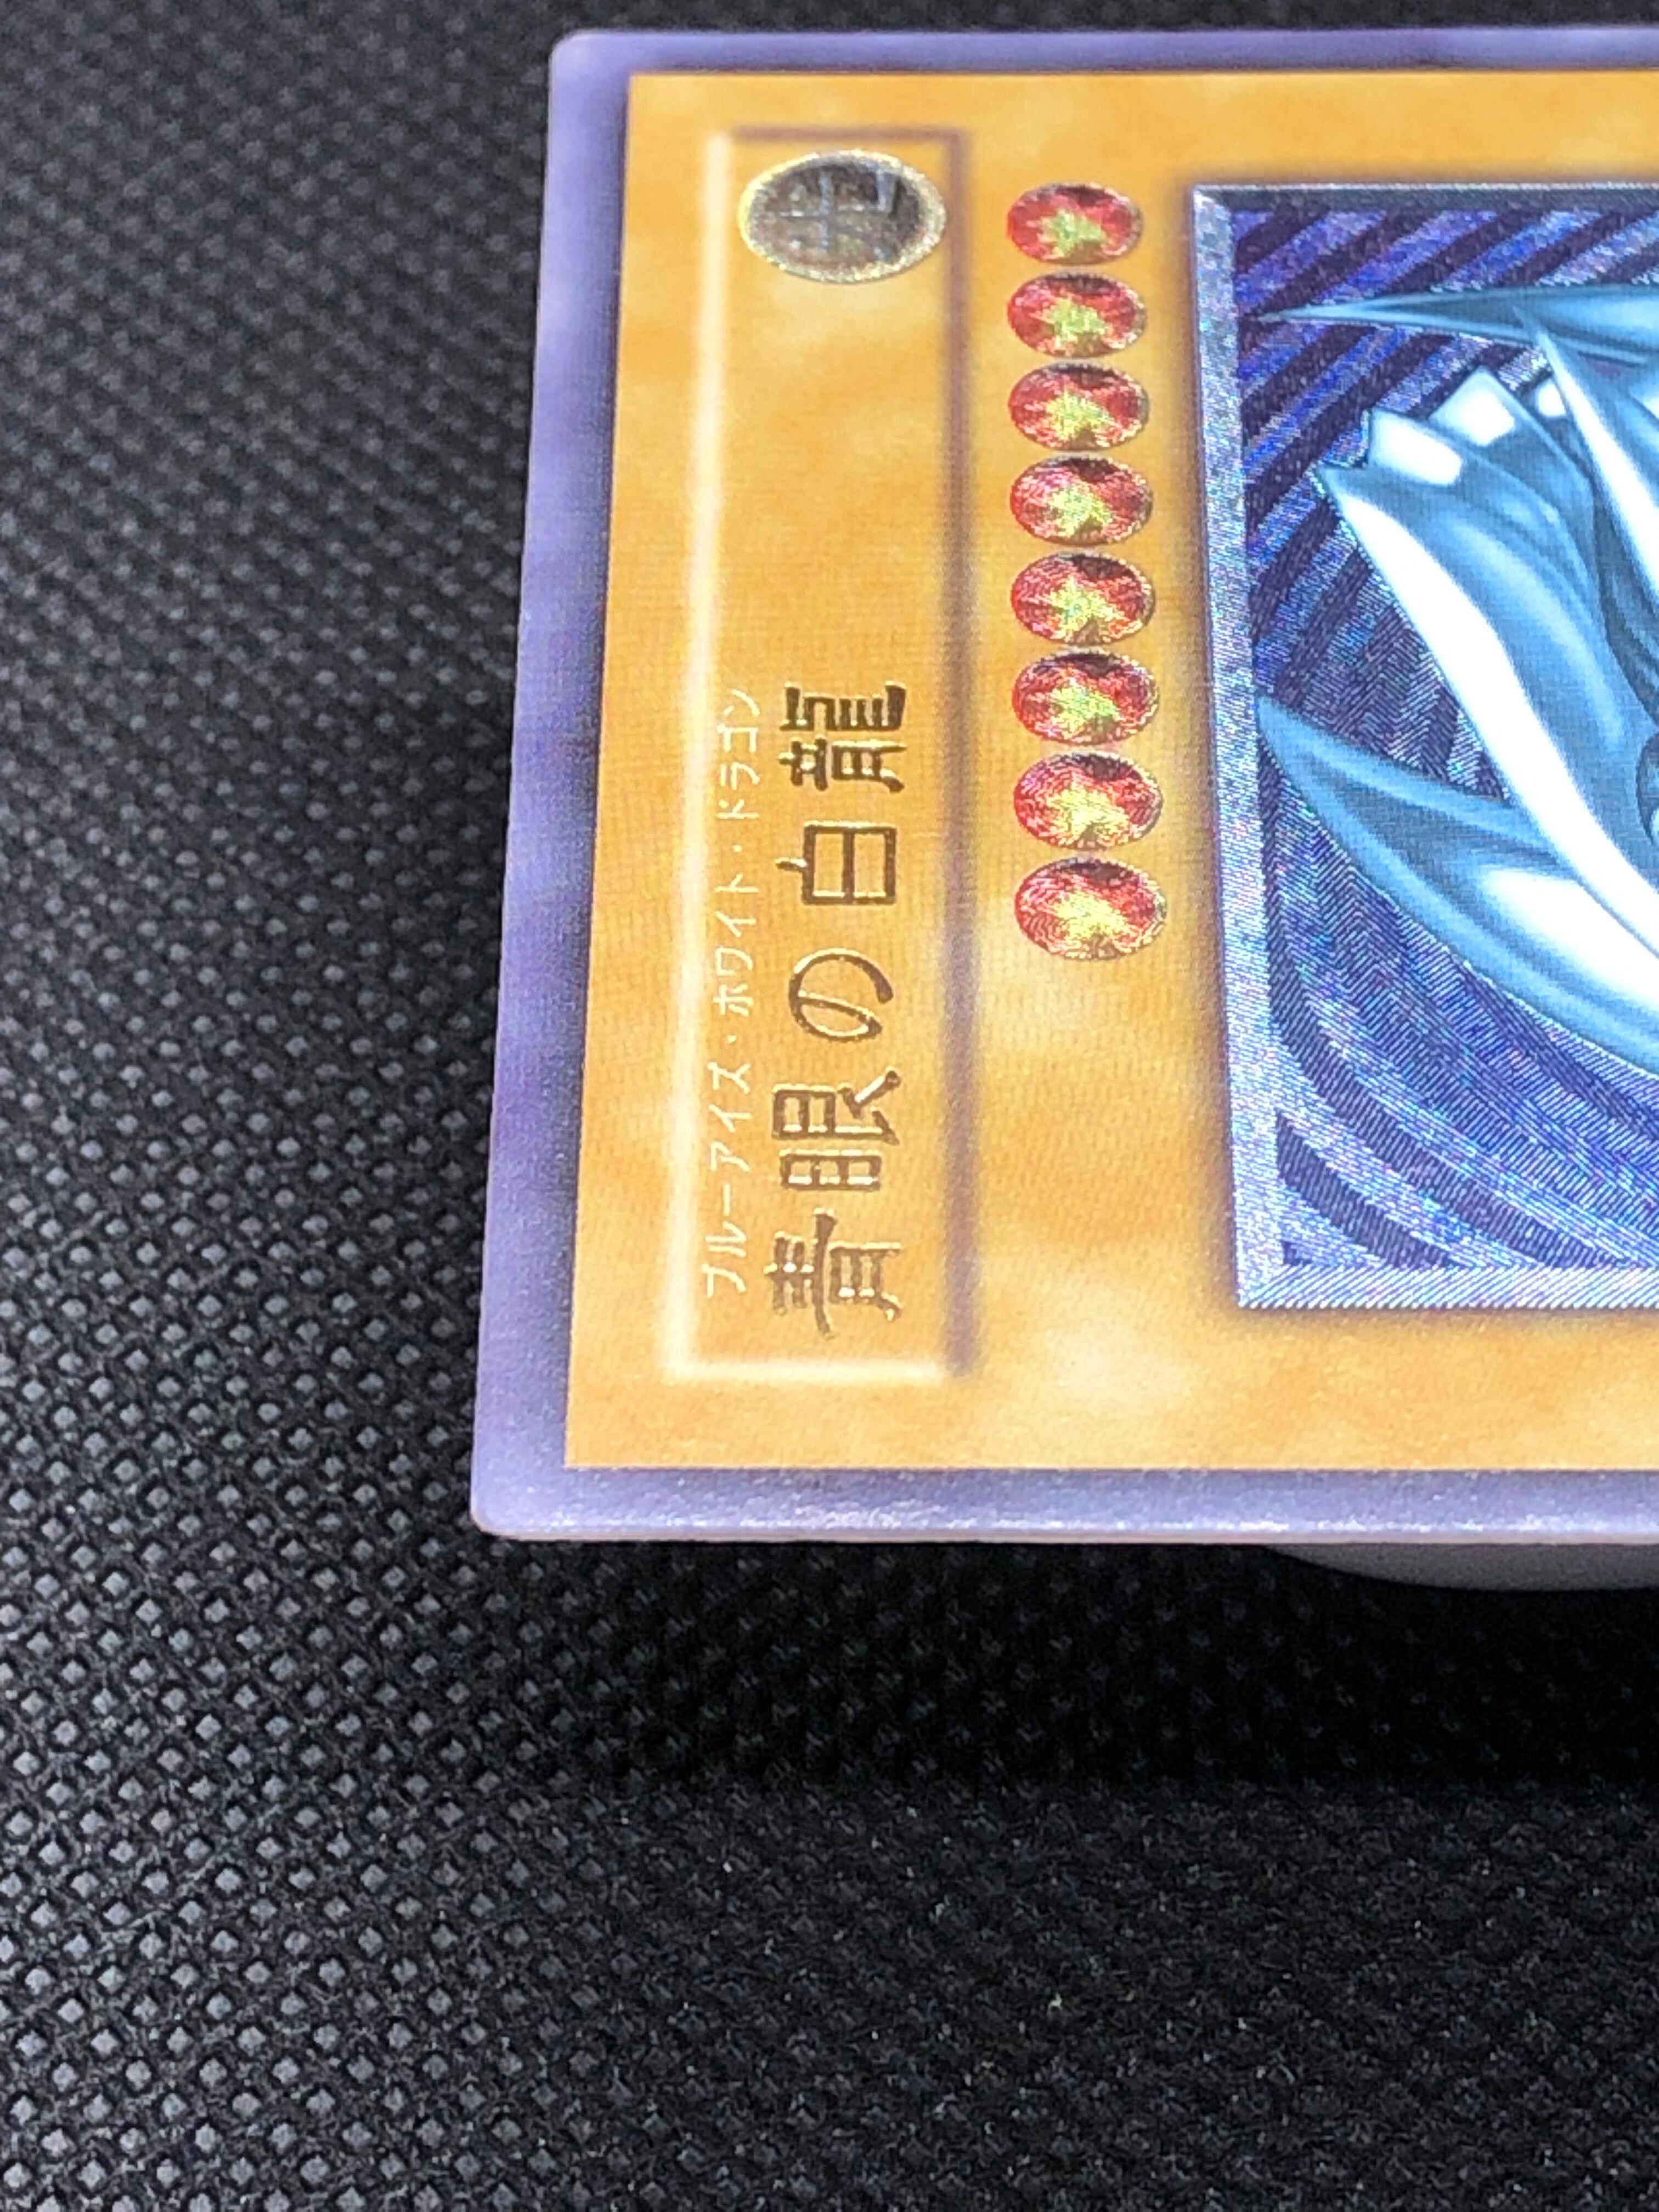 ブルーアイズ・ホワイト・ドラゴン
青眼の白龍
光